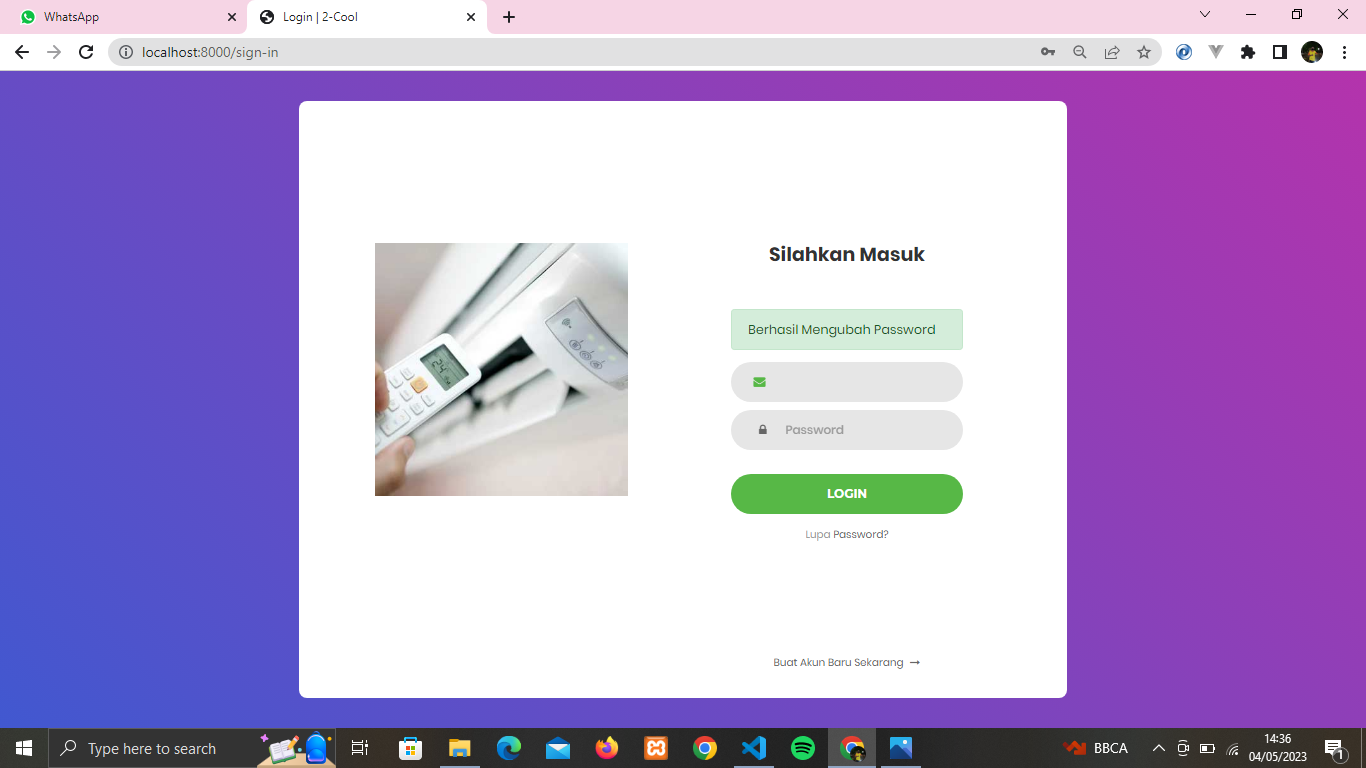 WhatsApp
Login | 2-Cool
localhost:8000/sign-in
Silahkan Masuk
Berhasil Mengubah Password
Password
LOGIN
Lupa Password?
Buat Akun Baru Sekarang →
24
Type here to search
BBCA
14:36
04/05/2023
1